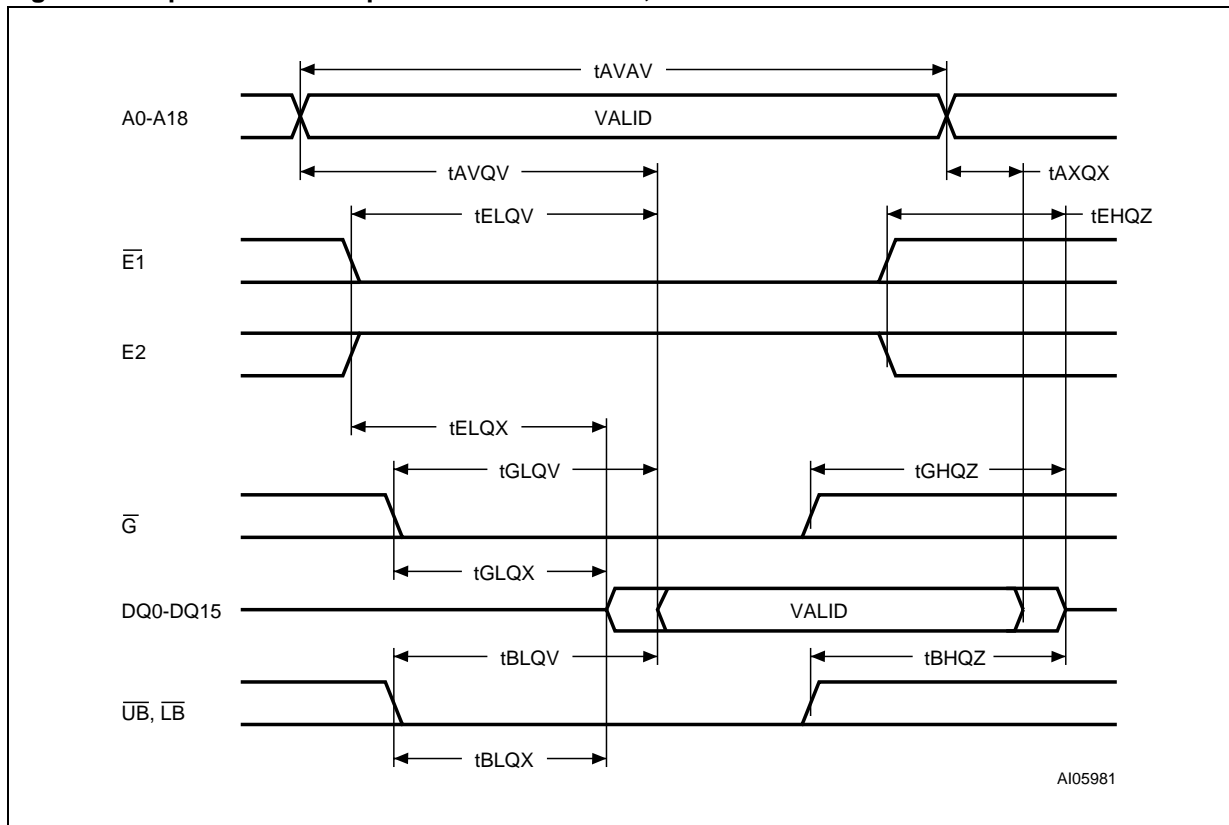 tAVAV
A0-A18
VALID
tAVQV
tAXQX
tELQV
tEHQZ
E1
E2
tELQX
tGLQV
tGHQZ
G
tGLQX
DQ0-DQ15
VALID
tBLQV
tBHQZ
UB, LB
tBLQX
AI05981